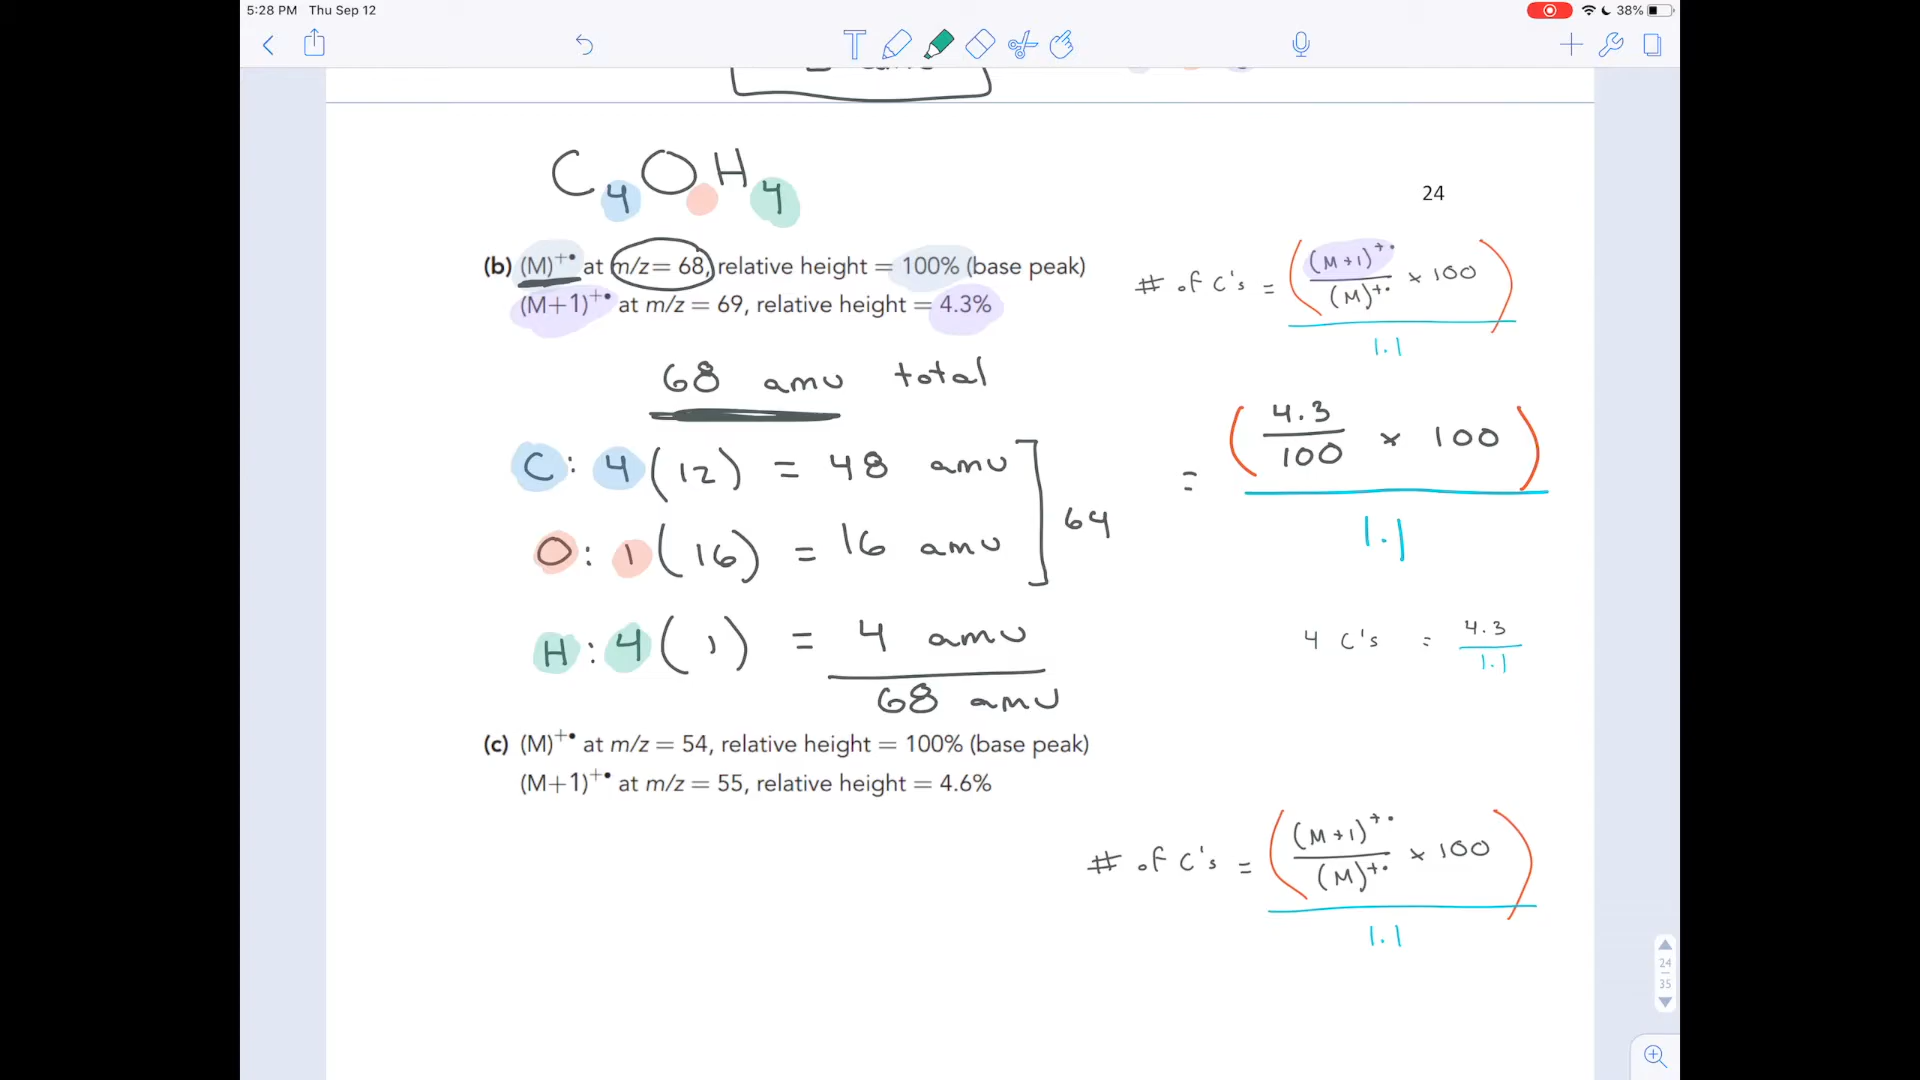 5:28 PM Thu Sep 12
38%
C4OH4
24
(b) (M)+• at m/z= 68, relative height = 100% (base peak)
(M+1)+• at m/z = 69, relative height = 4.3%
# of C's = ((M+1)+• / (M)+• × 100) / 1.1
68 amu total
= (4.3 / 100 × 100) / 1.1
C: 4(12) = 48 amu
64
O: 1(16) = 16 amu
H: 4(1) = 4 amu
4 C's = 4.3 / 1.1
68 amu
(c) (M)+• at m/z = 54, relative height = 100% (base peak)
(M+1)+• at m/z = 55, relative height = 4.6%
# of C's = ((M+1)+• / (M)+• × 100) / 1.1
24
35